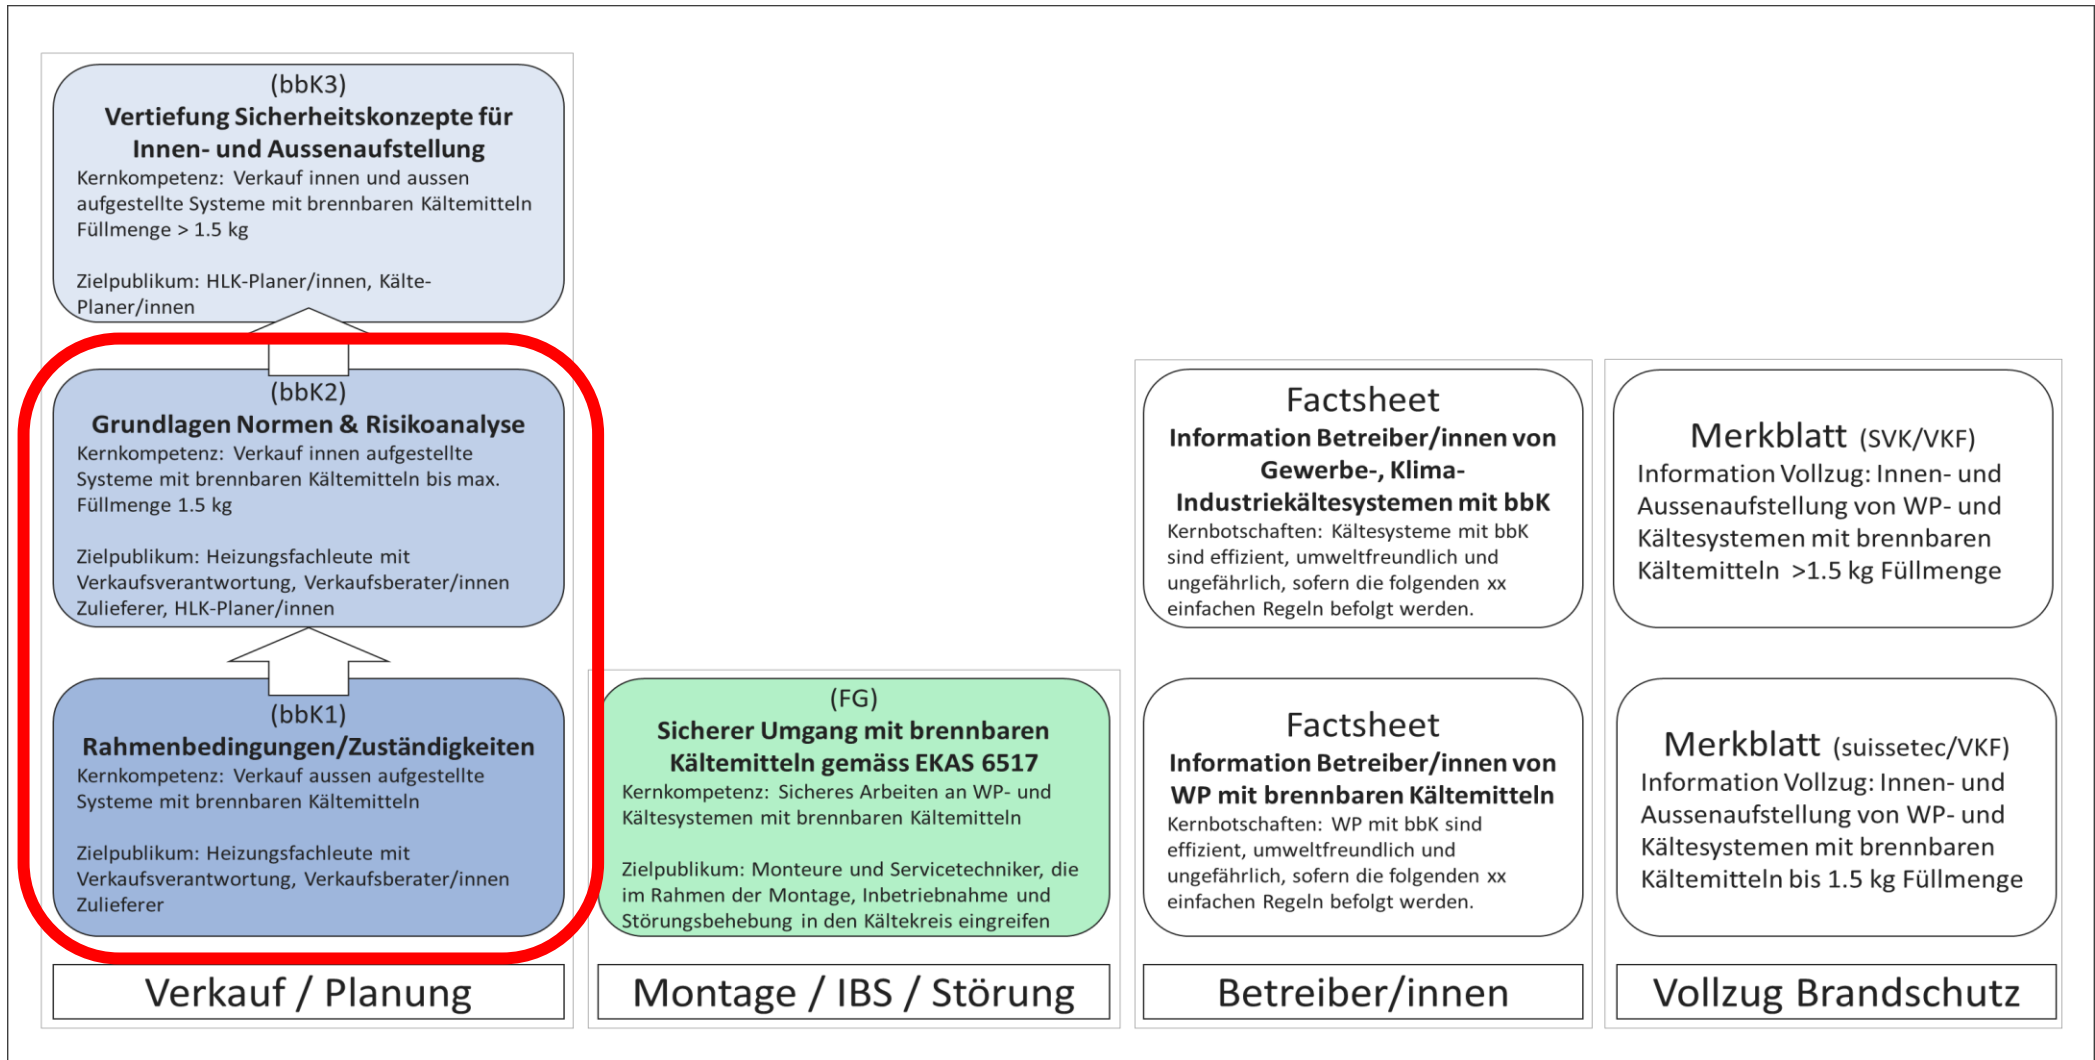 (bbK3)
Vertiefung Sicherheitskonzepte für
Innen- und Aussenaufstellung
Kernkompetenz: Verkauf innen und aussen
aufgestellte Systeme mit brennbaren Kältemitteln
Füllmenge > 1.5 kg
Zielpublikum: HLK-Planer/innen, Kälte-
Planer/innen
(bbK2)
Grundlagen Normen & Risikoanalyse
Kernkompetenz: Verkauf innen aufgestellte
Systeme mit brennbaren Kältemitteln bis max.
Füllmenge 1.5 kg
Zielpublikum: Heizungsfachleute mit
Verkaufsverantwortung, Verkaufsberater/innen
Zulieferer, HLK-Planer/innen
(bbK1)
Rahmenbedingungen/Zuständigkeiten
Kernkompetenz: Verkauf aussen aufgestellte
Systeme mit brennbaren Kältemitteln
Zielpublikum: Heizungsfachleute mit
Verkaufsverantwortung, Verkaufsberater/innen
Zulieferer
Verkauf / Planung
(FG)
Sicherer Umgang mit brennbaren
Kältemitteln gemäss EKAS 6517
Kernkompetenz: Sicheres Arbeiten an WP- und
Kältesystemen mit brennbaren Kältemitteln
Zielpublikum: Monteure und Servicetechniker, die
im Rahmen der Montage, Inbetriebnahme und
Störungsbehebung in den Kältekreis eingreifen
Montage / IBS / Störung
Factsheet
Information Betreiber/innen von
Gewerbe-, Klima-
Industriekältesystemen mit bbK
Kernbotschaften: Kältesysteme mit bbK
sind effizient, umweltfreundlich und
ungefährlich, sofern die folgenden xx
einfachen Regeln befolgt werden.
Factsheet
Information Betreiber/innen von
WP mit brennbaren Kältemitteln
Kernbotschaften: WP mit bbK sind
effizient, umweltfreundlich und
ungefährlich, sofern die folgenden xx
einfachen Regeln befolgt werden.
Betreiber/innen
Merkblatt (SVK/VKF)
Information Vollzug: Innen- und
Aussenaufstellung von WP- und
Kältesystemen mit brennbaren
Kältemitteln >1.5 kg Füllmenge
Merkblatt (suissetec/VKF)
Information Vollzug: Innen- und
Aussenaufstellung von WP- und
Kältesystemen mit brennbaren
Kältemitteln bis 1.5 kg Füllmenge
Vollzug Brandschutz